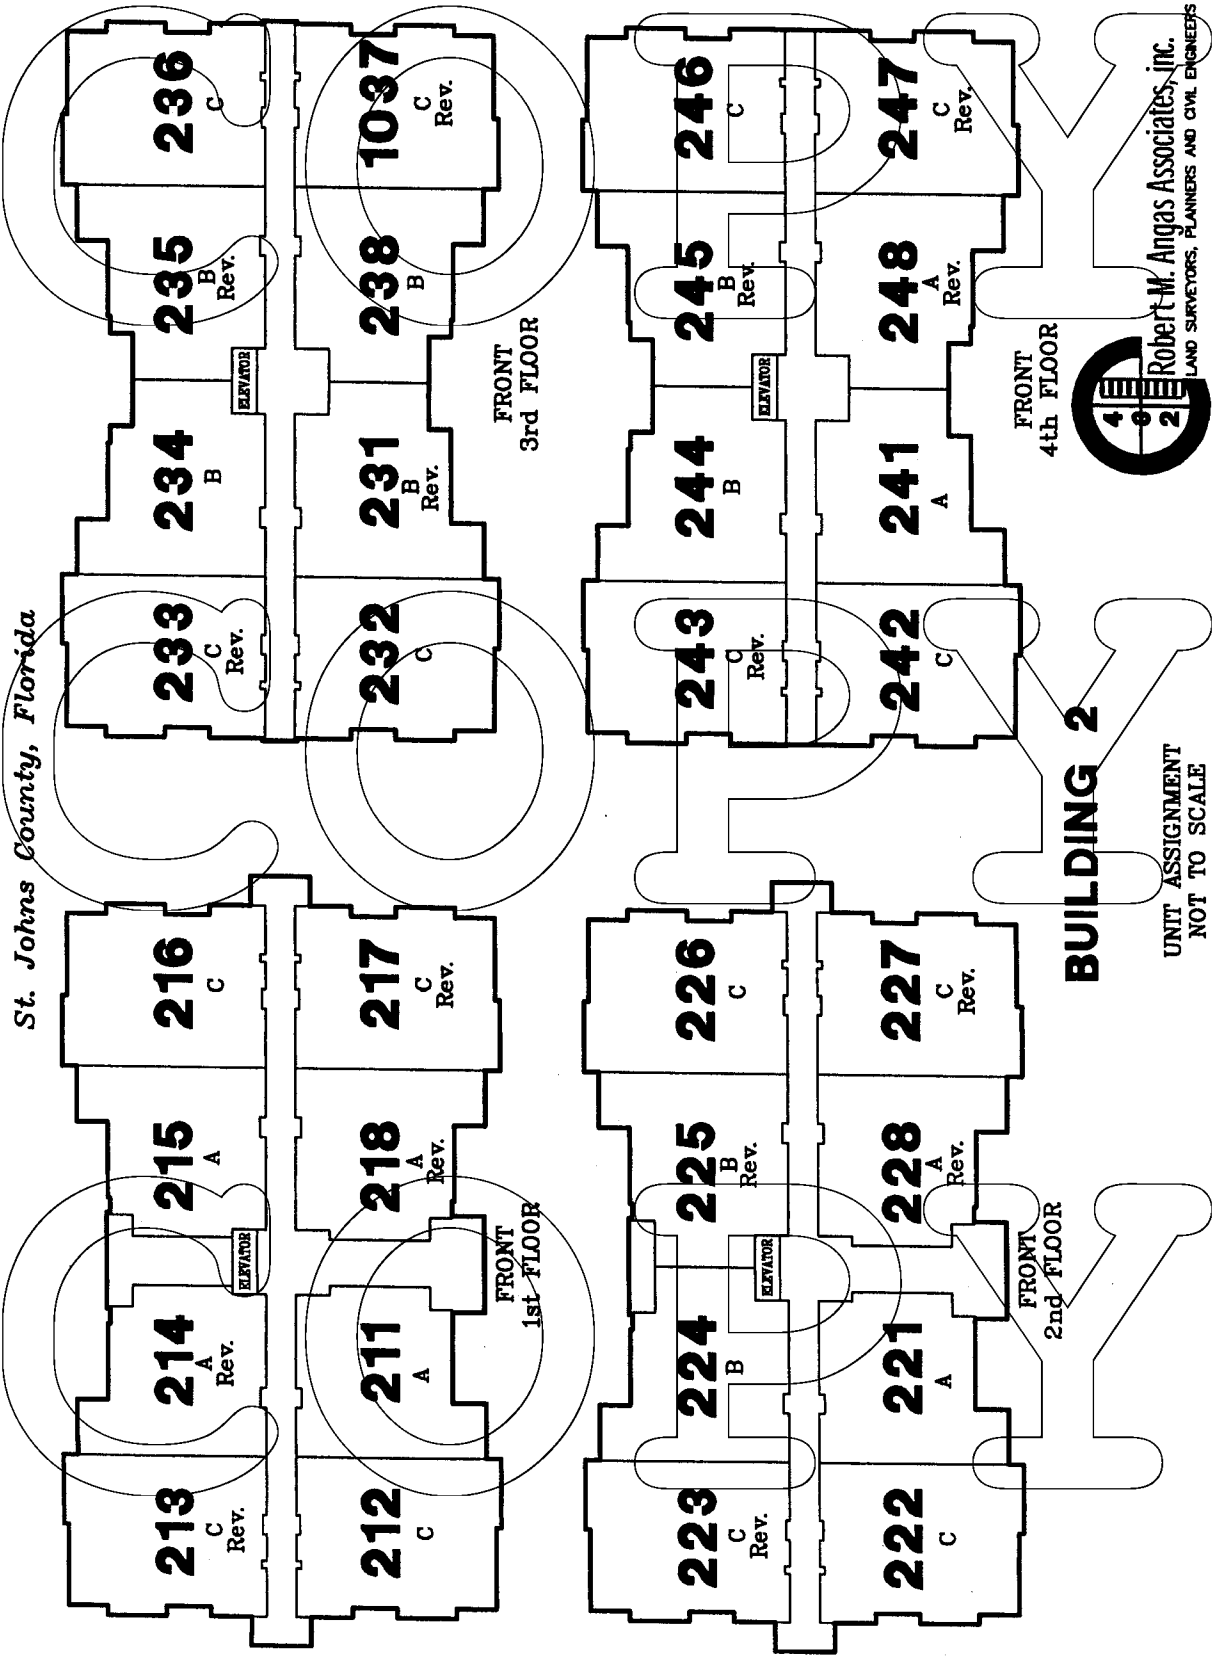 St. Johns County, Florida
213
C
Rev.
214
A
Rev.
215
A
216
C
ELEVATOR
212
C
211
A
218
A
Rev.
217
C
Rev.
FRONT
1st FLOOR
233
C
Rev.
234
B
235
B
Rev.
236
C
ELEVATOR
232
C
231
B
Rev.
238
B
1037
C
Rev.
FRONT
3rd FLOOR
223
C
Rev.
224
B
225
B
Rev.
226
C
ELEVATOR
222
C
221
A
228
A
Rev.
227
C
Rev.
FRONT
2nd FLOOR
243
C
Rev.
244
B
245
B
Rev.
246
C
ELEVATOR
242
C
241
A
248
A
Rev.
247
C
Rev.
FRONT
4th FLOOR
BUILDING 2
UNIT ASSIGNMENT
NOT TO SCALE
4
3
2
Robert M. Angas Associates, inc.
LAND SURVEYORS, PLANNERS AND CIVIL ENGINEERS
COPY
COPY
COPY